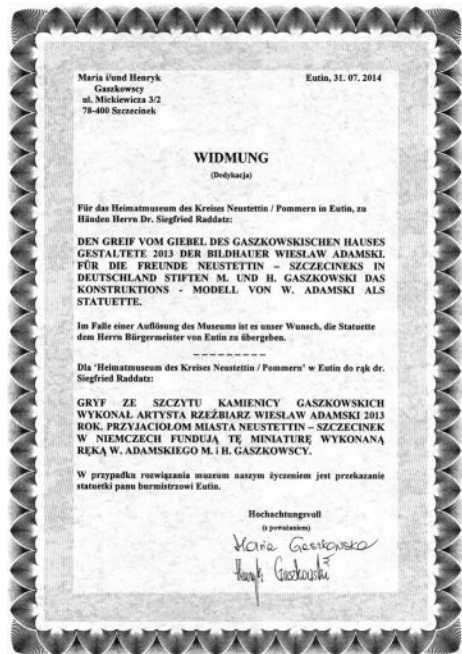 Maria i/und Henryk
Gaszkowscy
ul. Mickiewicza 3/2
78-400 Szczecinek
Eutin, 31. 07. 2014
WIDMUNG
(Dedykacja)
Für das Heimatmuseum des Kreises Neustettin / Pommern in Eutin, zu
Händen Herrn Dr. Siegfried Raddatz:
DEN GREIF VOM GIEBEL DES GASZKOWSKISCHEN HAUSES
GESTALTETE 2013 DER BILDHAUER WIESŁAW ADAMSKI.
FÜR DIE FREUNDE NEUSTETTIN – SZCZECINEKS IN
DEUTSCHLAND STIFTEN M. UND H. GASZKOWSKI DAS
KONSTRUKTIONS - MODELL VON W. ADAMSKI ALS
STATUETTE.
Im Falle einer Auflösung des Museums ist es unser Wunsch, die Statuette
dem Herrn Bürgermeister von Eutin zu übergeben.
– – – – – – – – –
Dla 'Heimatmuseum des Kreises Neustettin / Pommern' w Eutin do rąk dr.
Siegfried Raddatz:
GRYF ZE SZCZYTU KAMIENICY GASZKOWSKICH
WYKONAŁ ARTYSTA RZEŹBIARZ WIESŁAW ADAMSKI 2013
ROK. PRZYJACIOŁOM MIASTA NEUSTETTIN – SZCZECINEK
W NIEMCZECH FUNDUJĄ TĘ MINIATURĘ WYKONANĄ
RĘKĄ W. ADAMSKIEGO M. i H. GASZKOWSCY.
W przypadku rozwiązania muzeum naszym życzeniem jest przekazanie
statuetki panu burmistrzowi Eutin.
Hochachtungsvoll
(z poważaniem)
Maria Gaszkowska
Henryk Gaszkowski